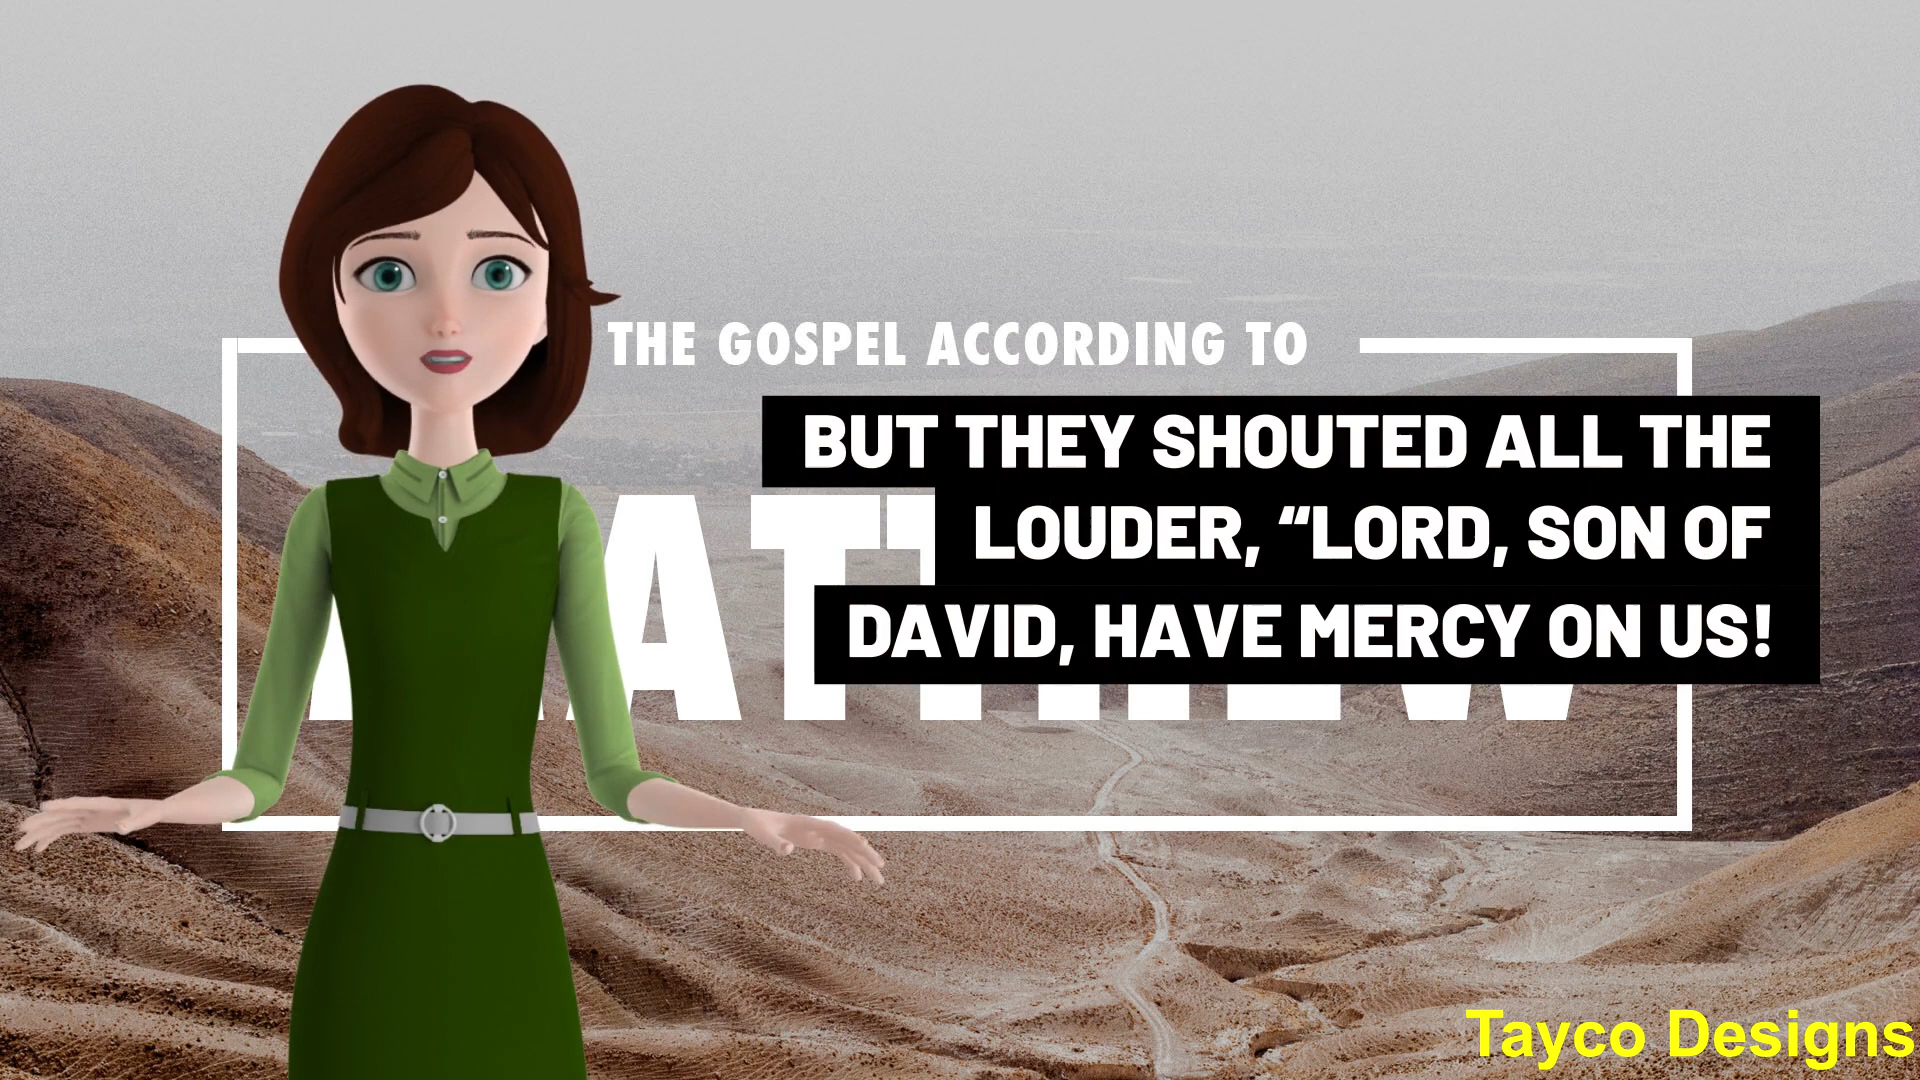 THE GOSPEL ACCORDING TO
BUT THEY SHOUTED ALL THE
LOUDER, “LORD, SON OF
DAVID, HAVE MERCY ON US!
MATTHEW
Tayco Designs